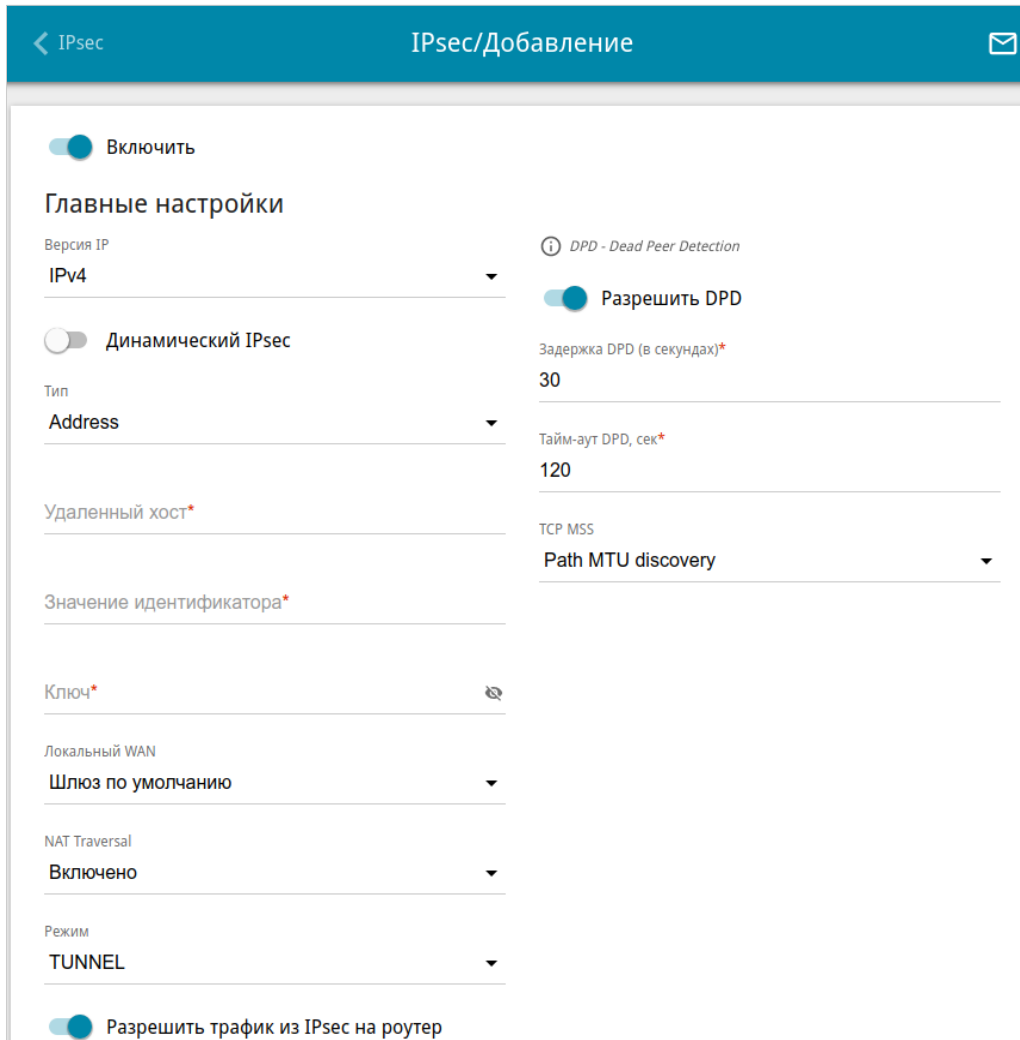 IPsec
IPsec/Добавление
Включить
Главные настройки
Версия IP
IPv4
Динамический IPsec
Тип
Address
Удаленный хост*
Значение идентификатора*
Ключ*
Локальный WAN
Шлюз по умолчанию
NAT Traversal
Включено
Режим
TUNNEL
Разрешить трафик из IPsec на роутер
DPD - Dead Peer Detection
Разрешить DPD
Задержка DPD (в секундах)*
30
Тайм-аут DPD, сек*
120
TCP MSS
Path MTU discovery